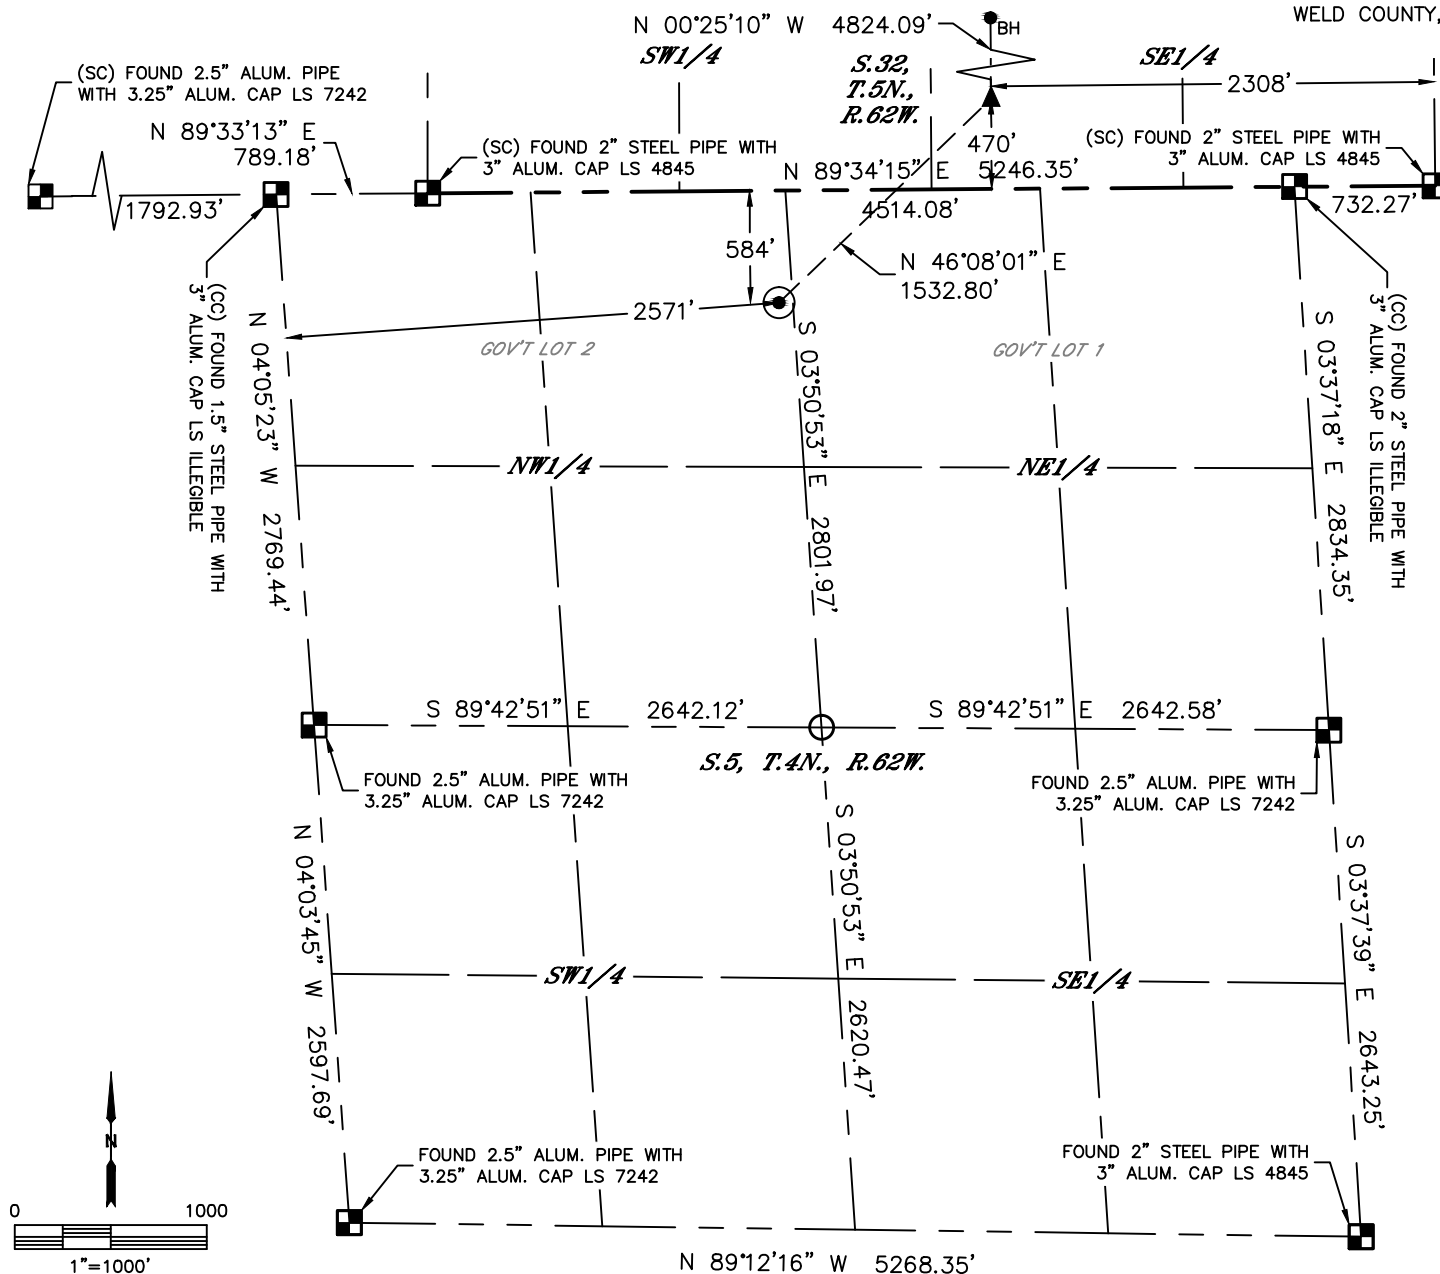 WELD COUNTY,
N 00°25'10" W 4824.09'
BH
SW1/4
S.32,
T.5N.,
R.62W.
SE1/4
2308'
(SC) FOUND 2.5" ALUM. PIPE
WITH 3.25" ALUM. CAP LS 7242
N 89°33'13" E
789.18'
(SC) FOUND 2" STEEL PIPE WITH
3" ALUM. CAP LS 4845
470'
(SC) FOUND 2" STEEL PIPE WITH
3" ALUM. CAP LS 4845
N 89°34'15" E 5246.35'
1792.93'
4514.08'
732.27'
584'
N 46°08'01" E
1532.80'
2571'
GOV'T LOT 2
GOV'T LOT 1
(CC) FOUND 1.5" STEEL PIPE WITH
3" ALUM. CAP LS ILLEGIBLE
N 04°05'23" W 2769.44'
S 03°50'53" E 2801.97'
S 03°37'18" E 2834.35'
(CC) FOUND 2" STEEL PIPE WITH
3" ALUM. CAP LS ILLEGIBLE
NW1/4
NE1/4
S 89°42'51" E 2642.12'
S 89°42'51" E 2642.58'
S.5, T.4N., R.62W.
FOUND 2.5" ALUM. PIPE WITH
3.25" ALUM. CAP LS 7242
FOUND 2.5" ALUM. PIPE WITH
3.25" ALUM. CAP LS 7242
N 04°03'45" W 2597.69'
S 03°50'53" E 2620.47'
S 03°37'39" E 2643.25'
SW1/4
SE1/4
N
FOUND 2.5" ALUM. PIPE WITH
3.25" ALUM. CAP LS 7242
FOUND 2" STEEL PIPE WITH
3" ALUM. CAP LS 4845
0 1000
1"=1000'
N 89°12'16" W 5268.35'